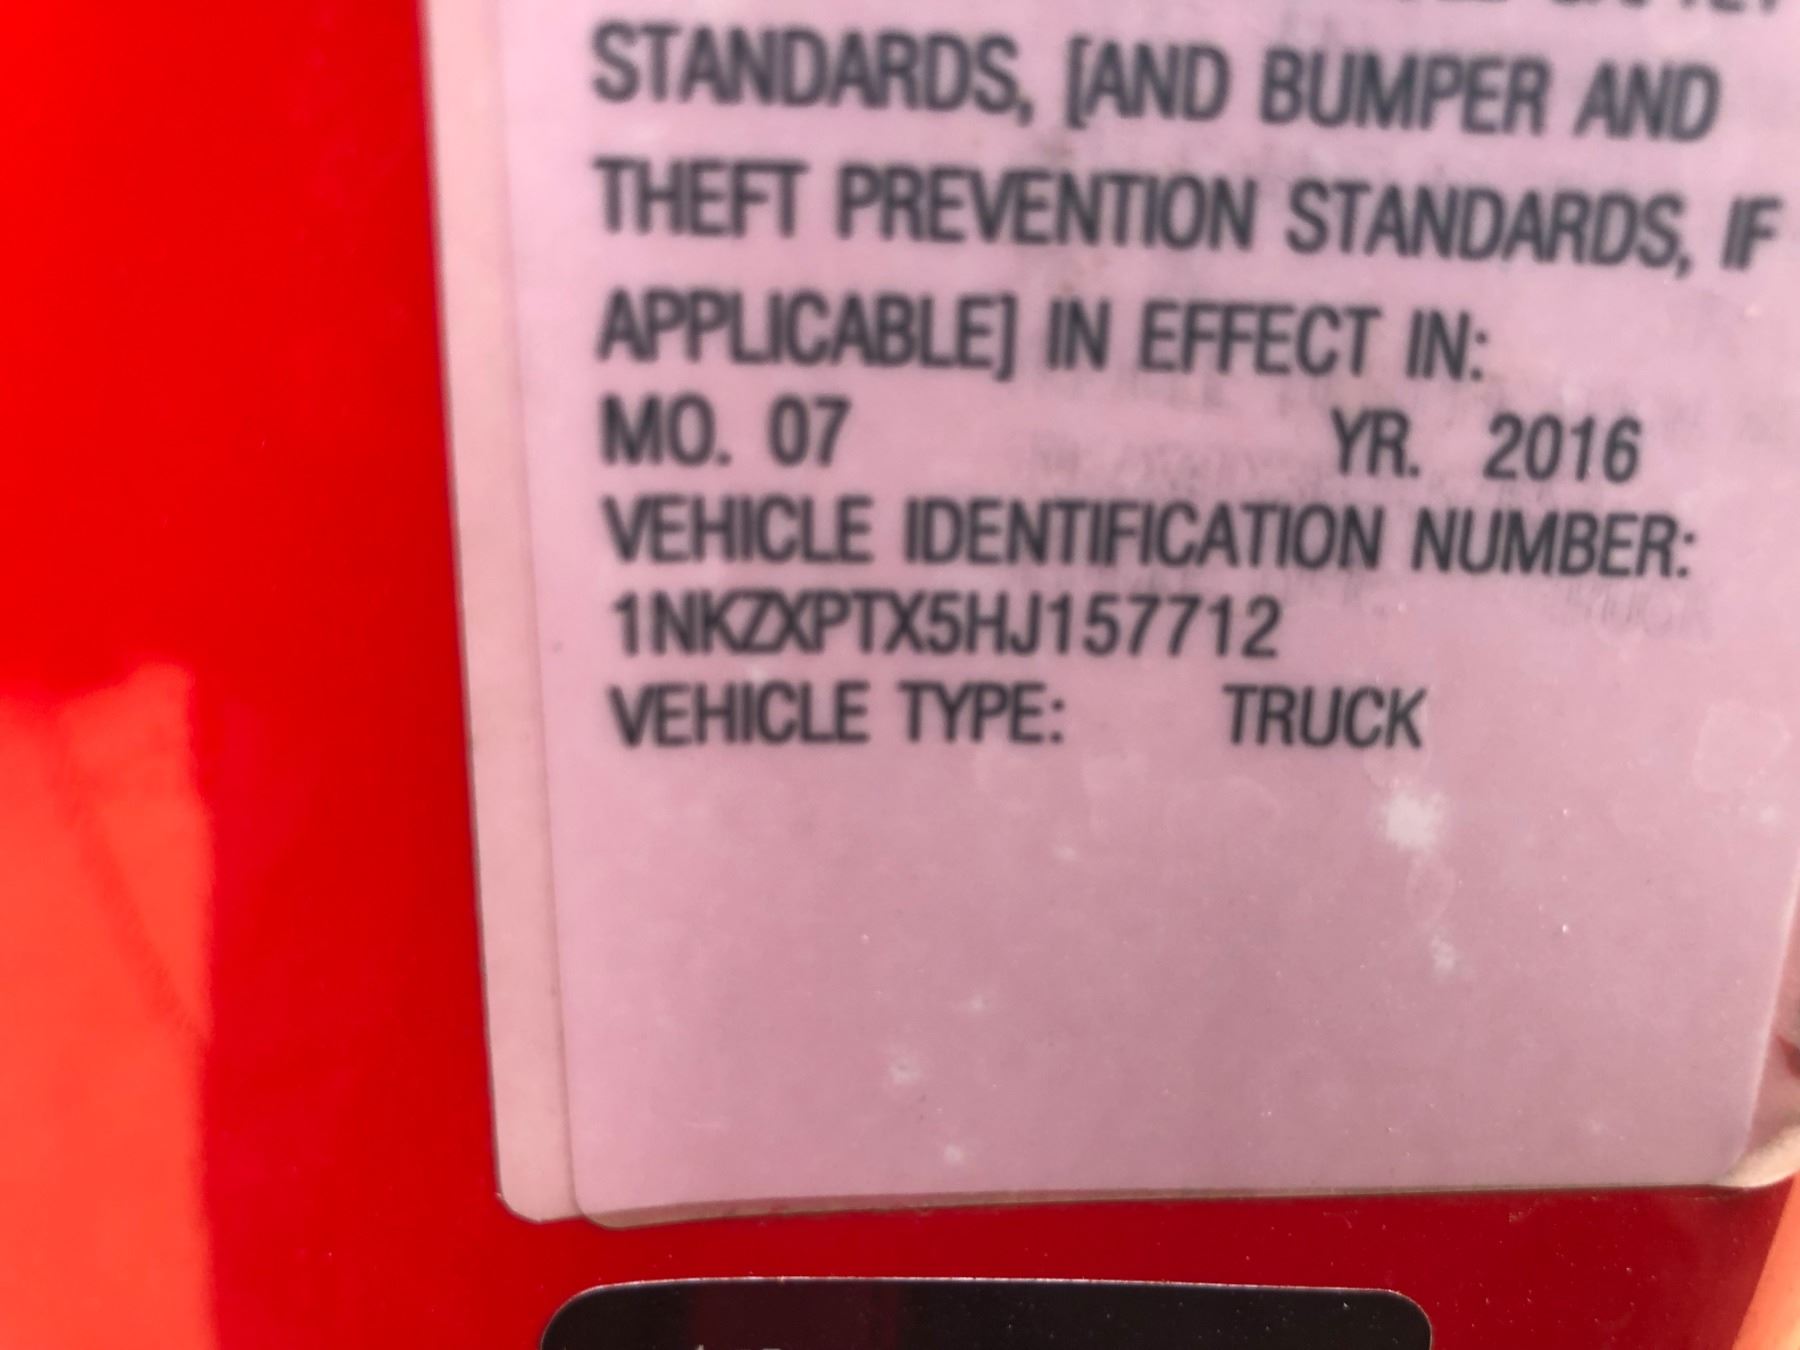 STANDARDS, [AND BUMPER AND
THEFT PREVENTION STANDARDS, IF
APPLICABLE] IN EFFECT IN:
MO. 07 YR. 2016
VEHICLE IDENTIFICATION NUMBER:
1NKZXPTX5HJ157712
VEHICLE TYPE: TRUCK